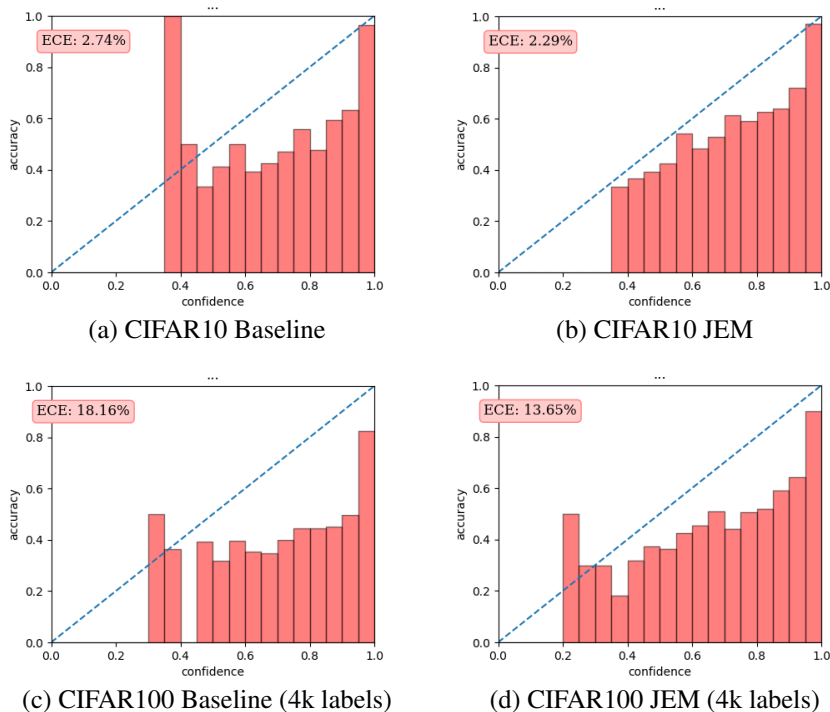 ...
1.0
ECE: 2.74%
0.8
0.6
accuracy
0.4
0.2
0.0
0.0 0.2 0.4 0.6 0.8 1.0
confidence
(a) CIFAR10 Baseline
...
1.0
ECE: 2.29%
0.8
0.6
accuracy
0.4
0.2
0.0
0.0 0.2 0.4 0.6 0.8 1.0
confidence
(b) CIFAR10 JEM
...
1.0
ECE: 18.16%
0.8
0.6
accuracy
0.4
0.2
0.0
0.0 0.2 0.4 0.6 0.8 1.0
confidence
(c) CIFAR100 Baseline (4k labels)
...
1.0
ECE: 13.65%
0.8
0.6
accuracy
0.4
0.2
0.0
0.0 0.2 0.4 0.6 0.8 1.0
confidence
(d) CIFAR100 JEM (4k labels)